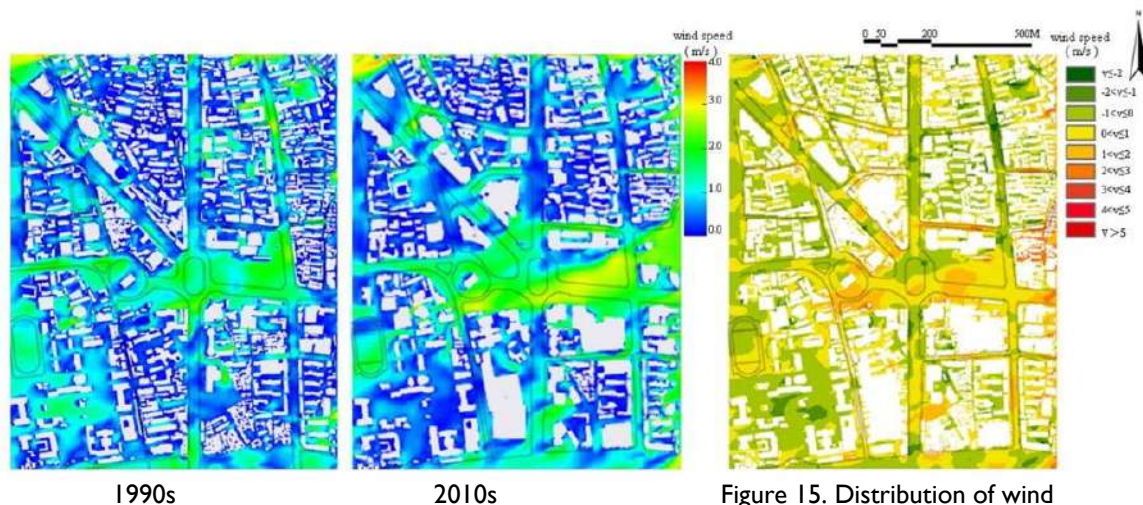 N
0 50 200 500M
wind speed
( m/s )
4.0
3.0
2.0
1.0
0.0
wind speed
( m/s )
v≤-2
-2<v≤-1
-1<v≤0
0<v≤1
1<v≤2
2<v≤3
3<v≤4
4<v≤5
v>5
1990s
2010s
Figure 15. Distribution of wind